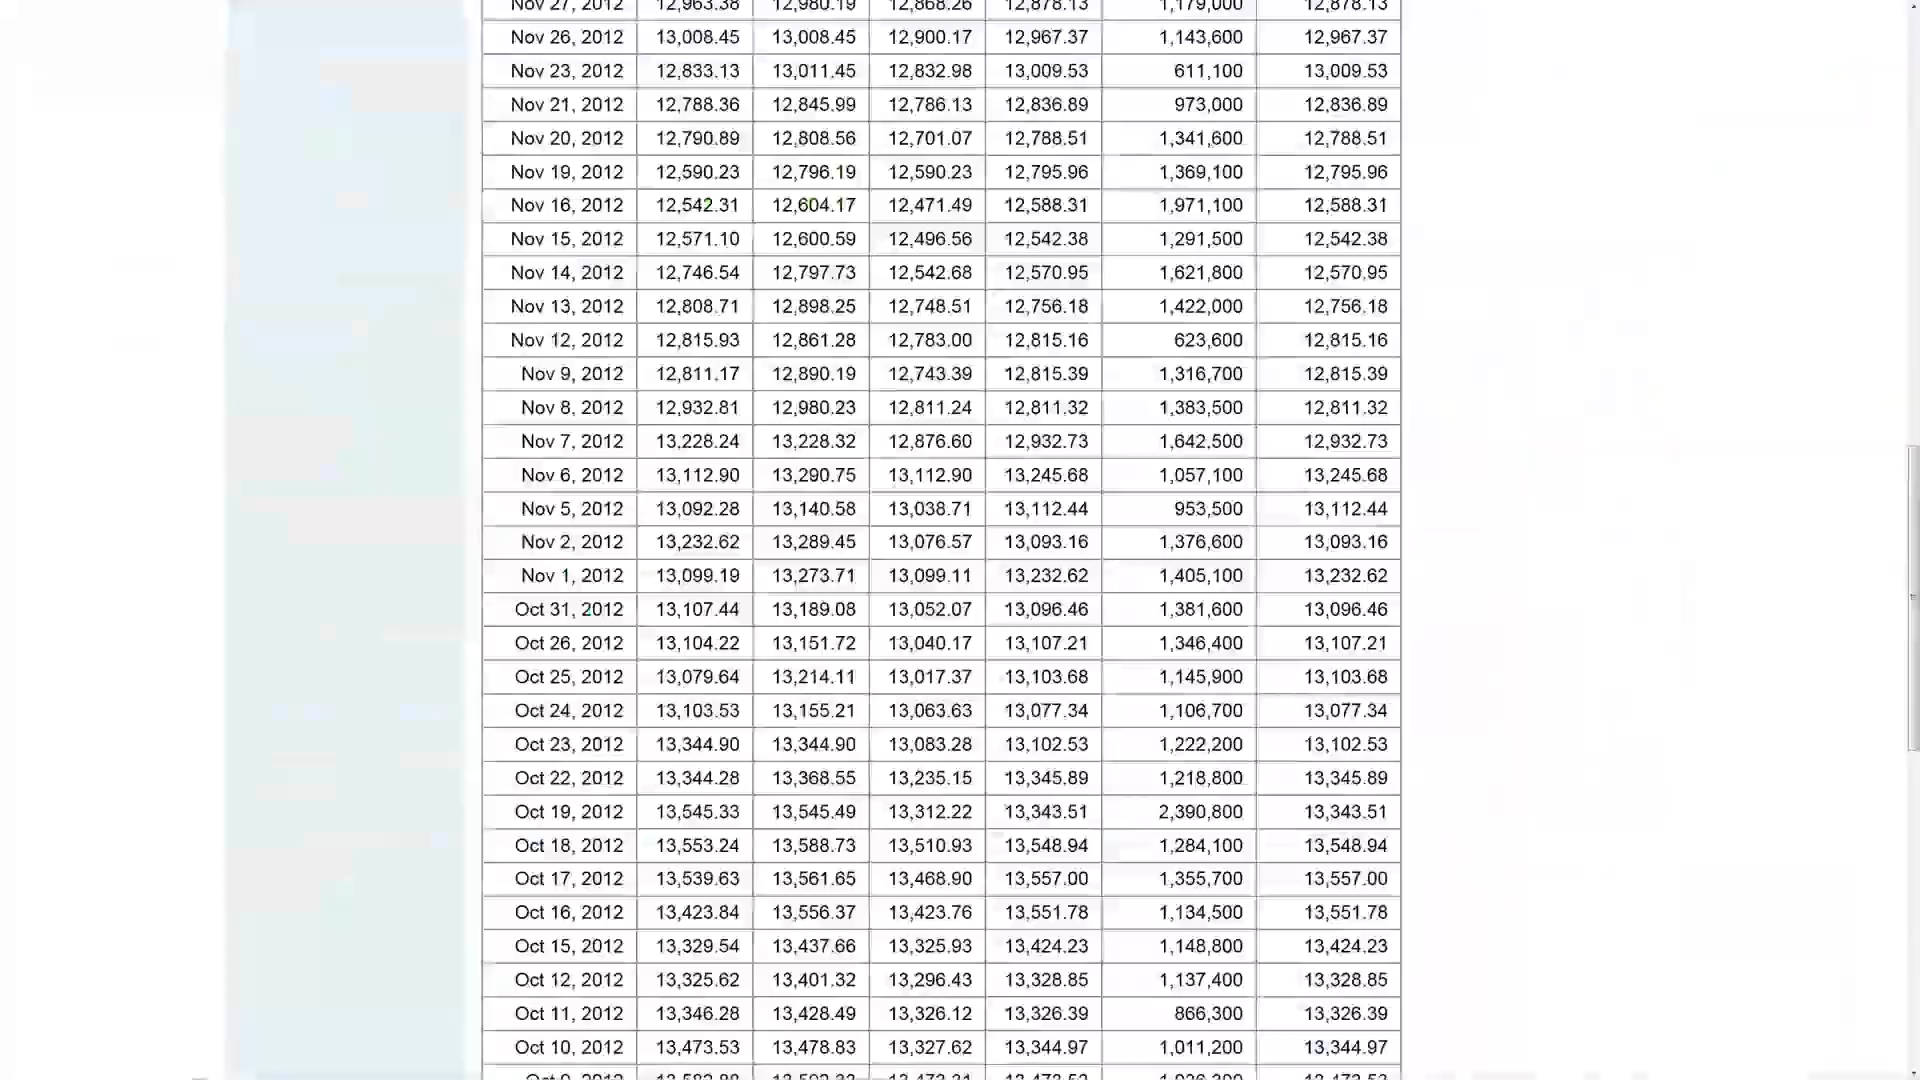 Nov 27, 2012 12,963.38 12,980.19 12,868.26 12,878.13 1,179,000 12,878.13
Nov 26, 2012 13,008.45 13,008.45 12,900.17 12,967.37 1,143,600 12,967.37
Nov 23, 2012 12,833.13 13,011.45 12,832.98 13,009.53 611,100 13,009.53
Nov 21, 2012 12,788.36 12,845.99 12,786.13 12,836.89 973,000 12,836.89
Nov 20, 2012 12,790.89 12,808.56 12,701.07 12,788.51 1,341,600 12,788.51
Nov 19, 2012 12,590.23 12,796.19 12,590.23 12,795.96 1,369,100 12,795.96
Nov 16, 2012 12,542.31 12,604.17 12,471.49 12,588.31 1,971,100 12,588.31
Nov 15, 2012 12,571.10 12,600.59 12,496.56 12,542.38 1,291,500 12,542.38
Nov 14, 2012 12,746.54 12,797.73 12,542.68 12,570.95 1,621,800 12,570.95
Nov 13, 2012 12,808.71 12,898.25 12,748.51 12,756.18 1,422,000 12,756.18
Nov 12, 2012 12,815.93 12,861.28 12,783.00 12,815.16 623,600 12,815.16
Nov 9, 2012 12,811.17 12,890.19 12,743.39 12,815.39 1,316,700 12,815.39
Nov 8, 2012 12,932.81 12,980.23 12,811.24 12,811.32 1,383,500 12,811.32
Nov 7, 2012 13,228.24 13,228.32 12,876.60 12,932.73 1,642,500 12,932.73
Nov 6, 2012 13,112.90 13,290.75 13,112.90 13,245.68 1,057,100 13,245.68
Nov 5, 2012 13,092.28 13,140.58 13,038.71 13,112.44 953,500 13,112.44
Nov 2, 2012 13,232.62 13,289.45 13,076.57 13,093.16 1,376,600 13,093.16
Nov 1, 2012 13,099.19 13,273.71 13,099.11 13,232.62 1,405,100 13,232.62
Oct 31, 2012 13,107.44 13,189.08 13,052.07 13,096.46 1,381,600 13,096.46
Oct 26, 2012 13,104.22 13,151.72 13,040.17 13,107.21 1,346,400 13,107.21
Oct 25, 2012 13,079.64 13,214.11 13,017.37 13,103.68 1,145,900 13,103.68
Oct 24, 2012 13,103.53 13,155.21 13,063.63 13,077.34 1,106,700 13,077.34
Oct 23, 2012 13,344.90 13,344.90 13,083.28 13,102.53 1,222,200 13,102.53
Oct 22, 2012 13,344.28 13,368.55 13,235.15 13,345.89 1,218,800 13,345.89
Oct 19, 2012 13,545.33 13,545.49 13,312.22 13,343.51 2,390,800 13,343.51
Oct 18, 2012 13,553.24 13,588.73 13,510.93 13,548.94 1,284,100 13,548.94
Oct 17, 2012 13,539.63 13,561.65 13,468.90 13,557.00 1,355,700 13,557.00
Oct 16, 2012 13,423.84 13,556.37 13,423.76 13,551.78 1,134,500 13,551.78
Oct 15, 2012 13,329.54 13,437.66 13,325.93 13,424.23 1,148,800 13,424.23
Oct 12, 2012 13,325.62 13,401.32 13,296.43 13,328.85 1,137,400 13,328.85
Oct 11, 2012 13,346.28 13,428.49 13,326.12 13,326.39 866,300 13,326.39
Oct 10, 2012 13,473.53 13,478.83 13,327.62 13,344.97 1,011,200 13,344.97